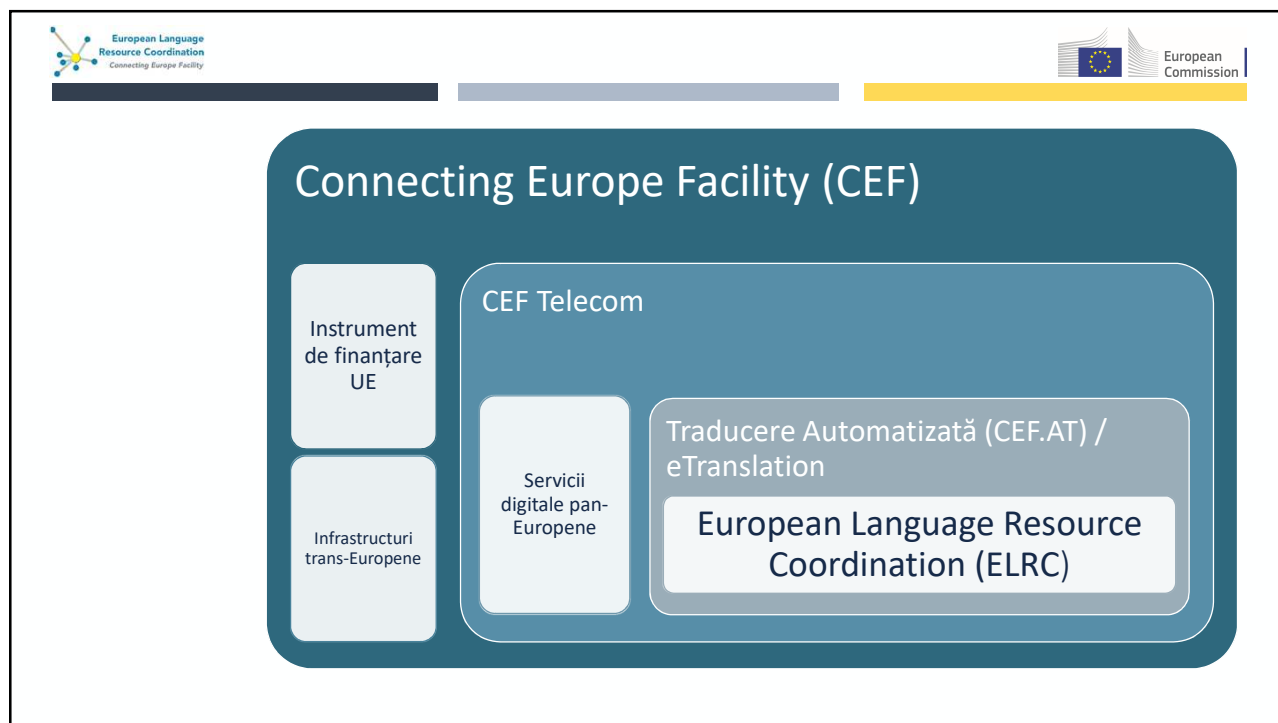 European Language
Resource Coordination
Connecting Europe Facility
European
Commission
Connecting Europe Facility (CEF)
Instrument
de finanțare
UE
Infrastructuri
trans-Europene
CEF Telecom
Servicii
digitale pan-
Europene
Traducere Automatizată (CEF.AT) /
eTranslation
European Language Resource
Coordination (ELRC)